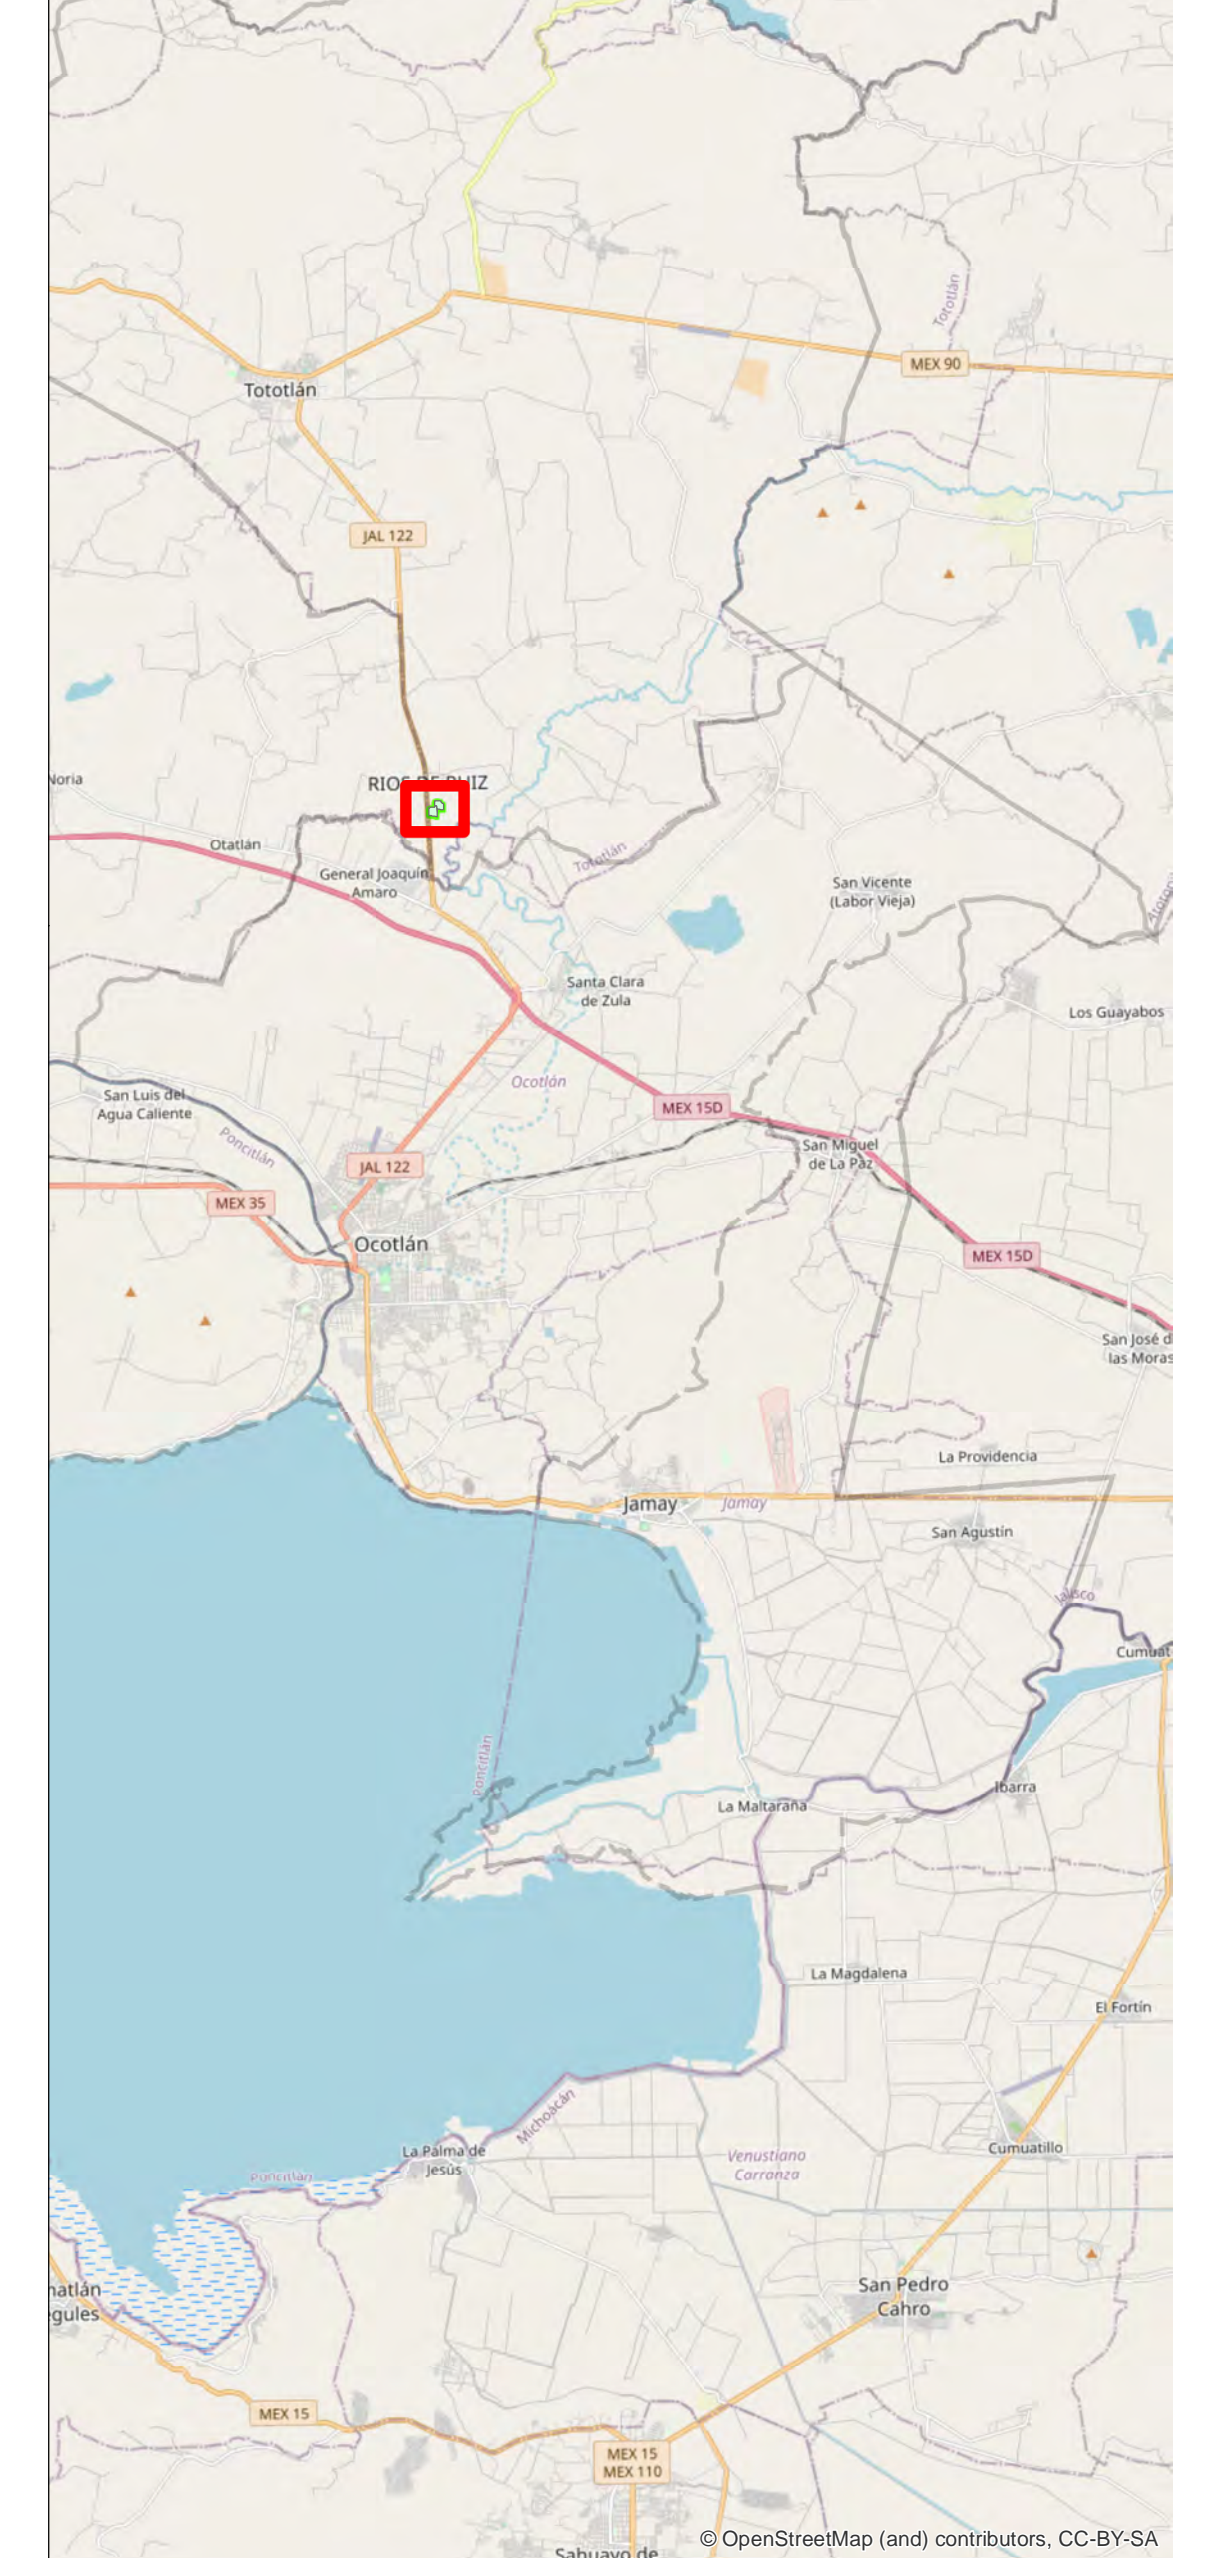 Tototlán
MEX 90
Tototlán
JAL 122
Noria
RIOS DE RUIZ
Otatlán
General Joaquín
Amaro
Tototlán
San Vicente
(Labor Vieja)
Santa Clara
de Zula
Los Guayabos
Ocotlán
San Luis del
Agua Caliente
MEX 15D
Poncitlán
San Miguel
de La Paz
JAL 122
MEX 35
Ocotlán
MEX 15D
San José d
las Moras
La Providencia
Jamay
Jamay
San Agustín
Jalisco
Cumuat
Poncitlán
Ibarra
La Maltaraña
La Magdalena
El Fortín
Michoacán
Cumuatillo
La Palma de
Jesús
Venustiano
Carranza
Poncitlán
natlán
gules
San Pedro
Cahro
MEX 15
MEX 15
MEX 110
© OpenStreetMap (and) contributors, CC-BY-SA
Sahuayo de